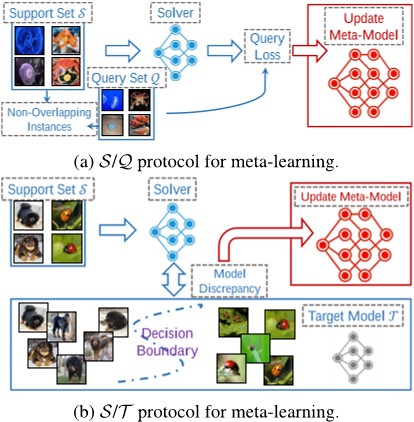 Support Set 𝒮
Solver
Update
Meta-Model
Query
Loss
Query Set 𝒬
Non-Overlapping
Instances
(a) 𝒮/𝒬 protocol for meta-learning.
Support Set 𝒮
Solver
Update Meta-Model
Model
Discrepancy
Decision
Boundary
Target Model 𝒯
(b) 𝒮/𝒯 protocol for meta-learning.